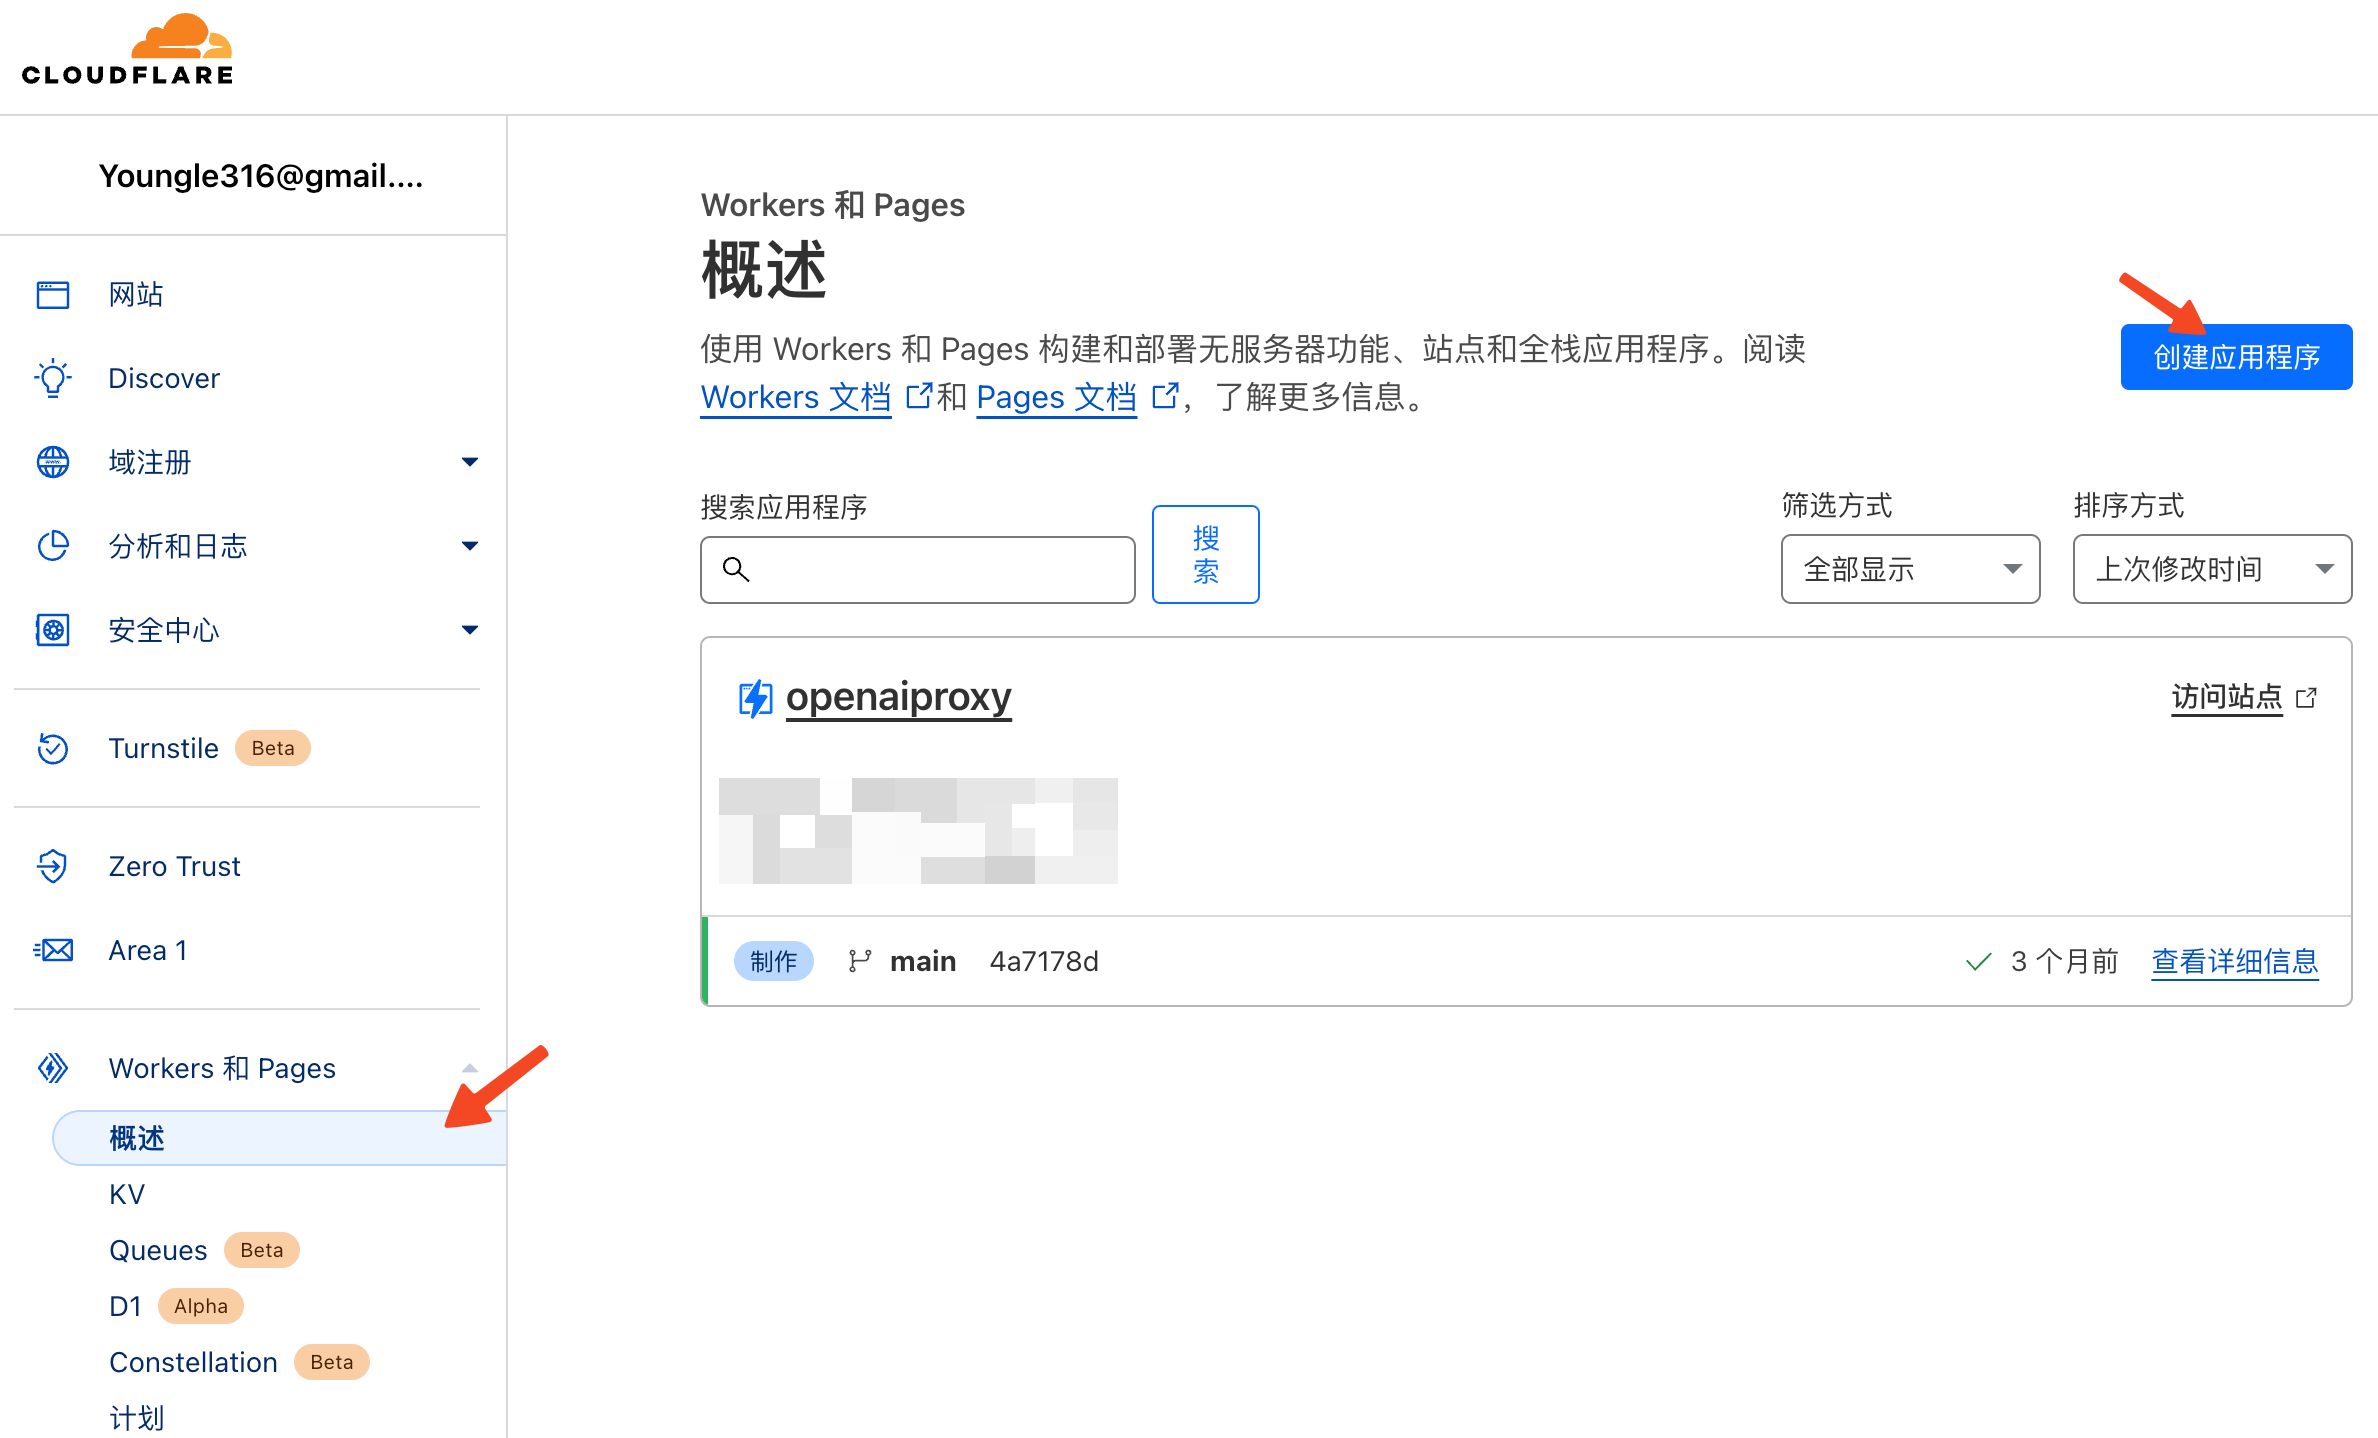 CLOUDFLARE
Youngle316@gmail....
网站
Discover
域注册
分析和日志
安全中心
Turnstile Beta
Zero Trust
Area 1
Workers 和 Pages
概述
KV
Queues Beta
D1 Alpha
Constellation Beta
计划
Workers 和 Pages
概述
使用 Workers 和 Pages 构建和部署无服务器功能、站点和全栈应用程序。阅读
Workers 文档 和 Pages 文档 ，了解更多信息。
创建应用程序
搜索应用程序
搜
索
筛选方式
全部显示
排序方式
上次修改时间
openaiproxy
访问站点
制作 main 4a7178d
3 个月前 查看详细信息